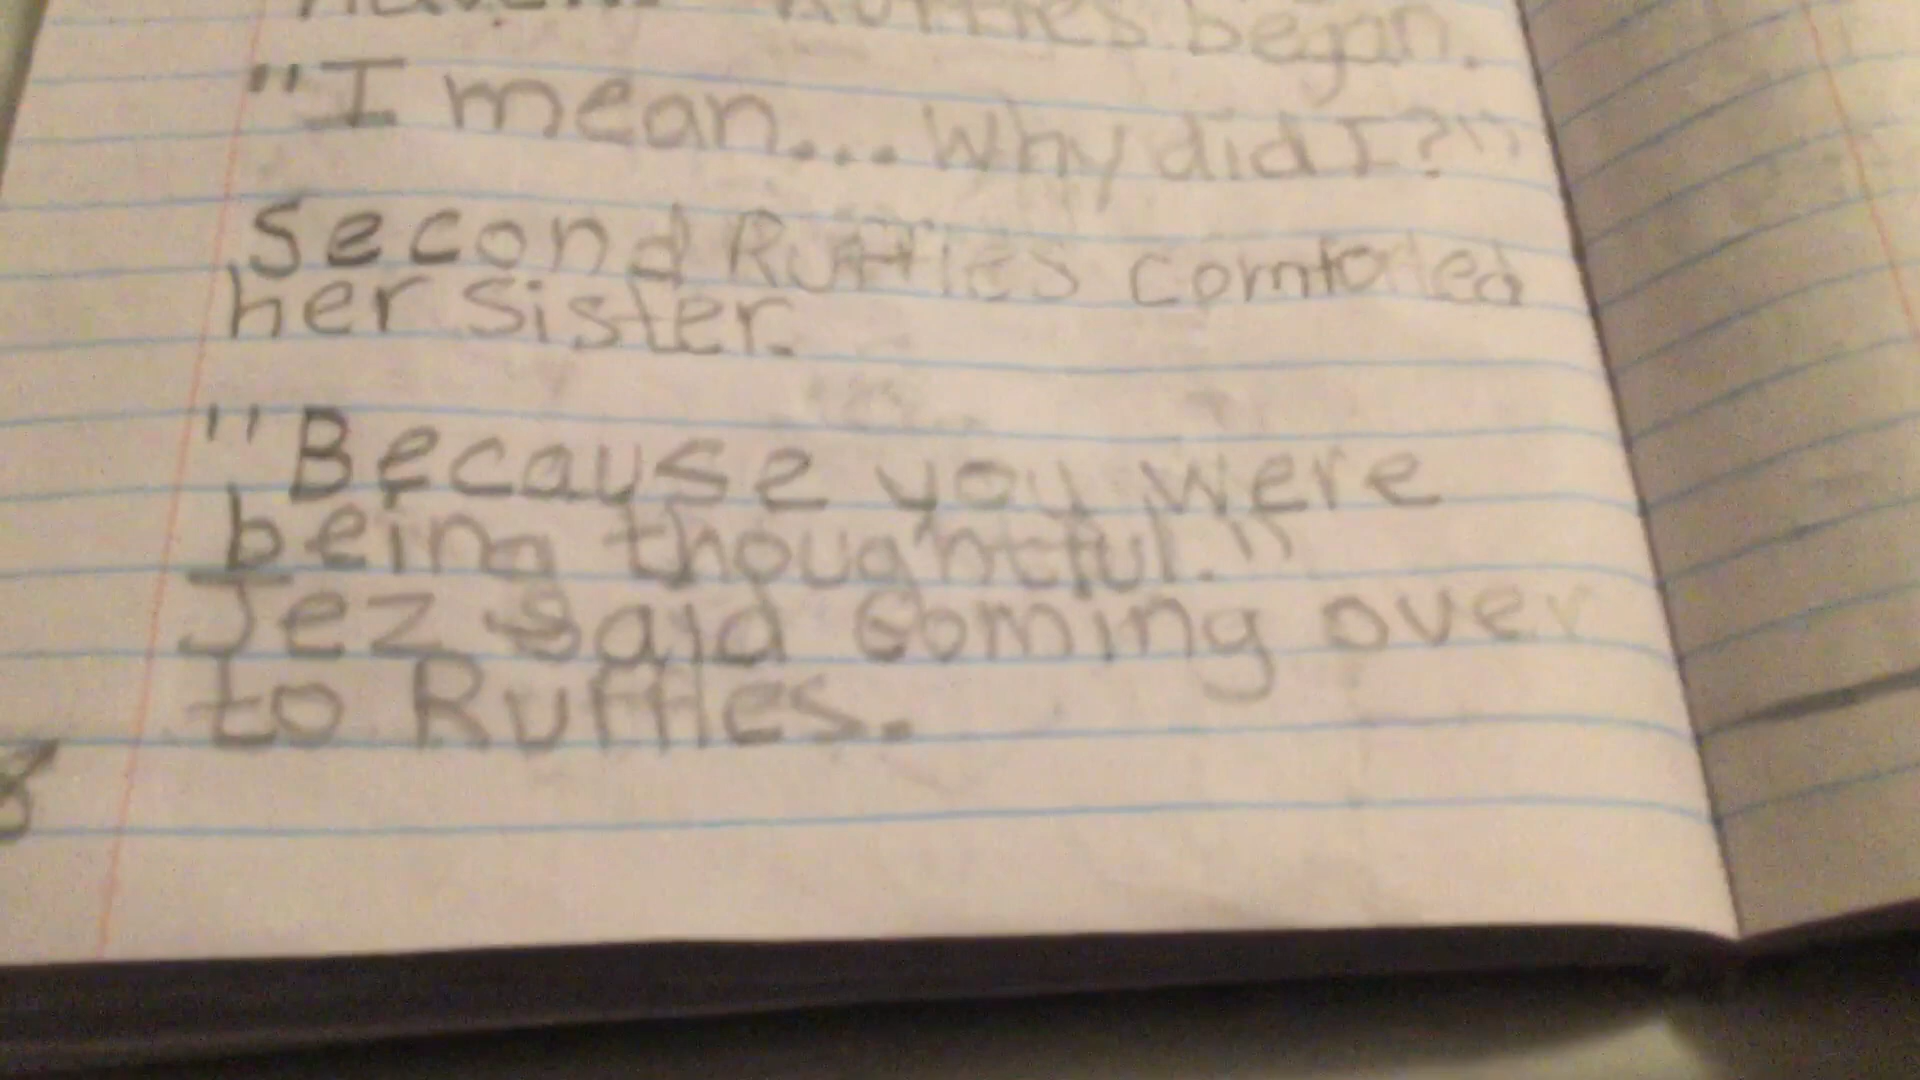 Ruffles began.
"I mean... Why did I?"
Second Ruffles comforted
her sister.
"Because you were
being thoughtful."
Jez said coming over
to Ruffles.